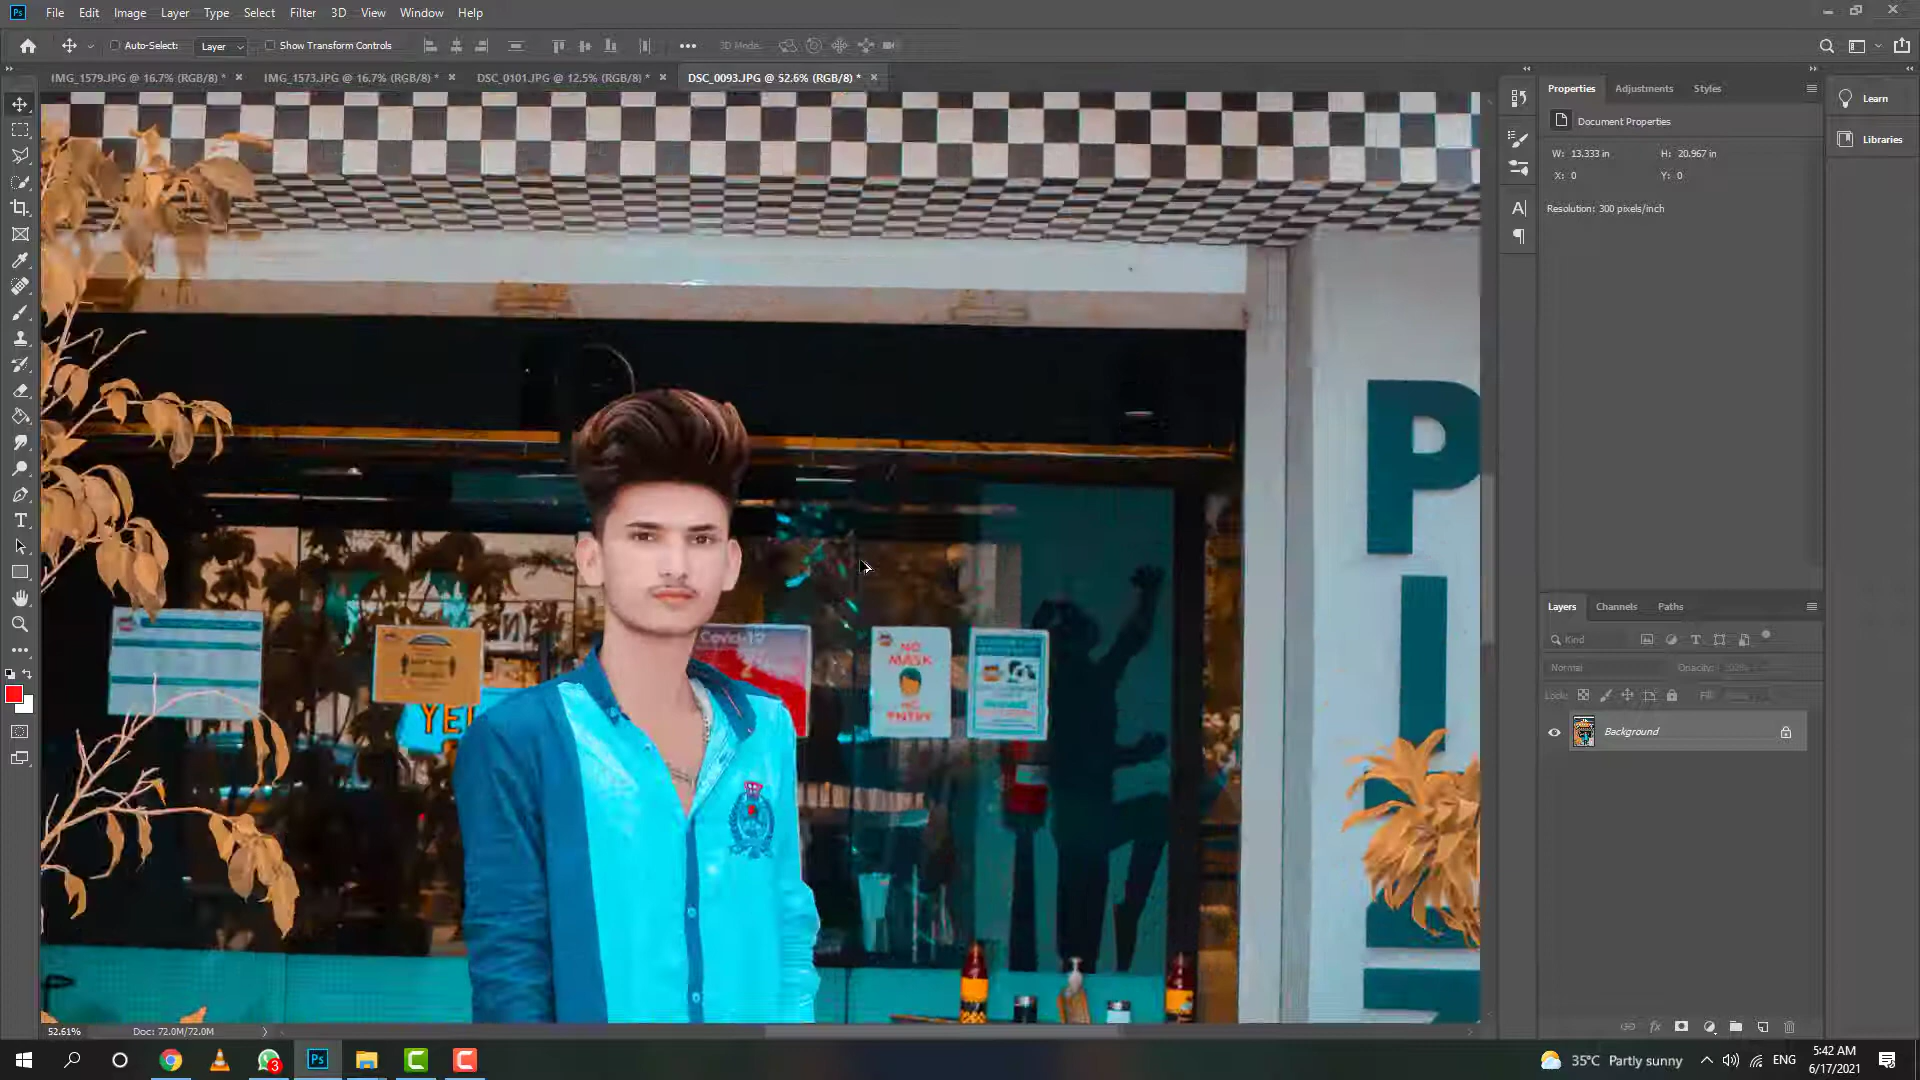 Ps File Edit Image Layer Type Select Filter 3D View Window Help
Auto-Select: Layer Show Transform Controls 3D Mode:
IMG_1579.JPG @ 16.7% (RGB/8) * IMG_1573.JPG @ 16.7% (RGB/8) * DSC_0101.JPG @ 12.5% (RGB/8) * DSC_0093.JPG @ 52.6% (RGB/8) *
Properties Adjustments Styles
Learn
Document Properties
Libraries
W: 13.333 in H: 20.967 in
X: 0 Y: 0
Resolution: 300 pixels/inch
P
I
Covid-19
NO
MASK
NO
ENTRY
YE
Layers Channels Paths
Kind
Normal Opacity:
Lock: Fill:
Background
52.61% Doc: 72.0M/72.0M
3
Ps
35°C Partly sunny
ENG
5:42 AM
6/17/2021